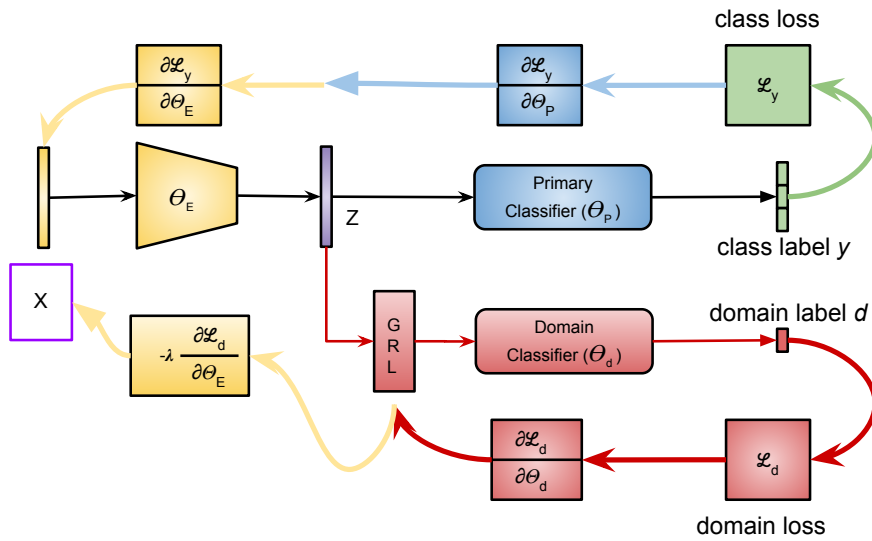 class loss
∂ℒy
∂ΘE
∂ℒy
∂ΘP
ℒy
ΘE
Z
Primary
Classifier (ΘP)
class label y
X
-λ ∂ℒd
∂ΘE
G
R
L
Domain
Classifier (Θd)
domain label d
∂ℒd
∂Θd
ℒd
domain loss